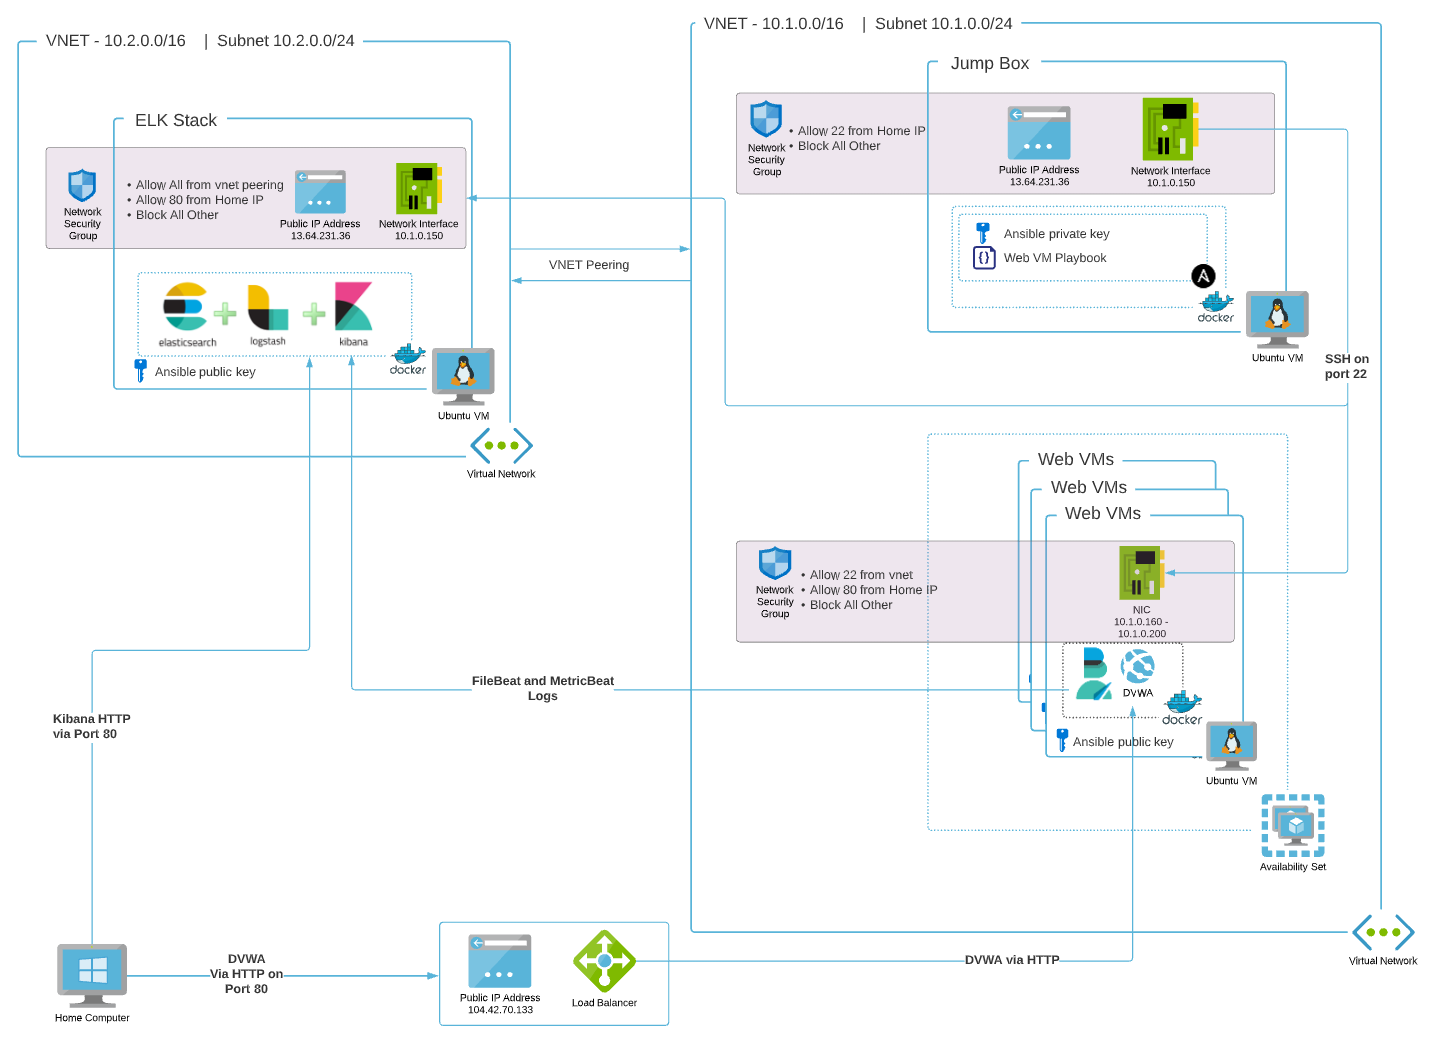 VNET - 10.2.0.0/16 | Subnet 10.2.0.0/24
ELK Stack
Network
Security
Group
• Allow All from vnet peering
• Allow 80 from Home IP
• Block All Other
Public IP Address
13.64.231.36
Network Interface
10.1.0.150
elasticsearch
logstash
kibana
docker
Ansible public key
Ubuntu VM
Virtual Network
VNET Peering
VNET - 10.1.0.0/16 | Subnet 10.1.0.0/24
Jump Box
Network
Security
Group
• Allow 22 from Home IP
• Block All Other
Public IP Address
13.64.231.36
Network Interface
10.1.0.150
Ansible private key
{ } Web VM Playbook
A
docker
Ubuntu VM
SSH on
port 22
Web VMs
Web VMs
Web VMs
Network
Security
Group
• Allow 22 from vnet
• Allow 80 from Home IP
• Block All Other
NIC
10.1.0.160 -
10.1.0.200
DVWA
docker
Ansible public key
Ubuntu VM
Availability Set
Virtual Network
FileBeat and MetricBeat
Logs
Kibana HTTP
via Port 80
Home Computer
DVWA
Via HTTP on
Port 80
Public IP Address
104.42.70.133
Load Balancer
DVWA via HTTP